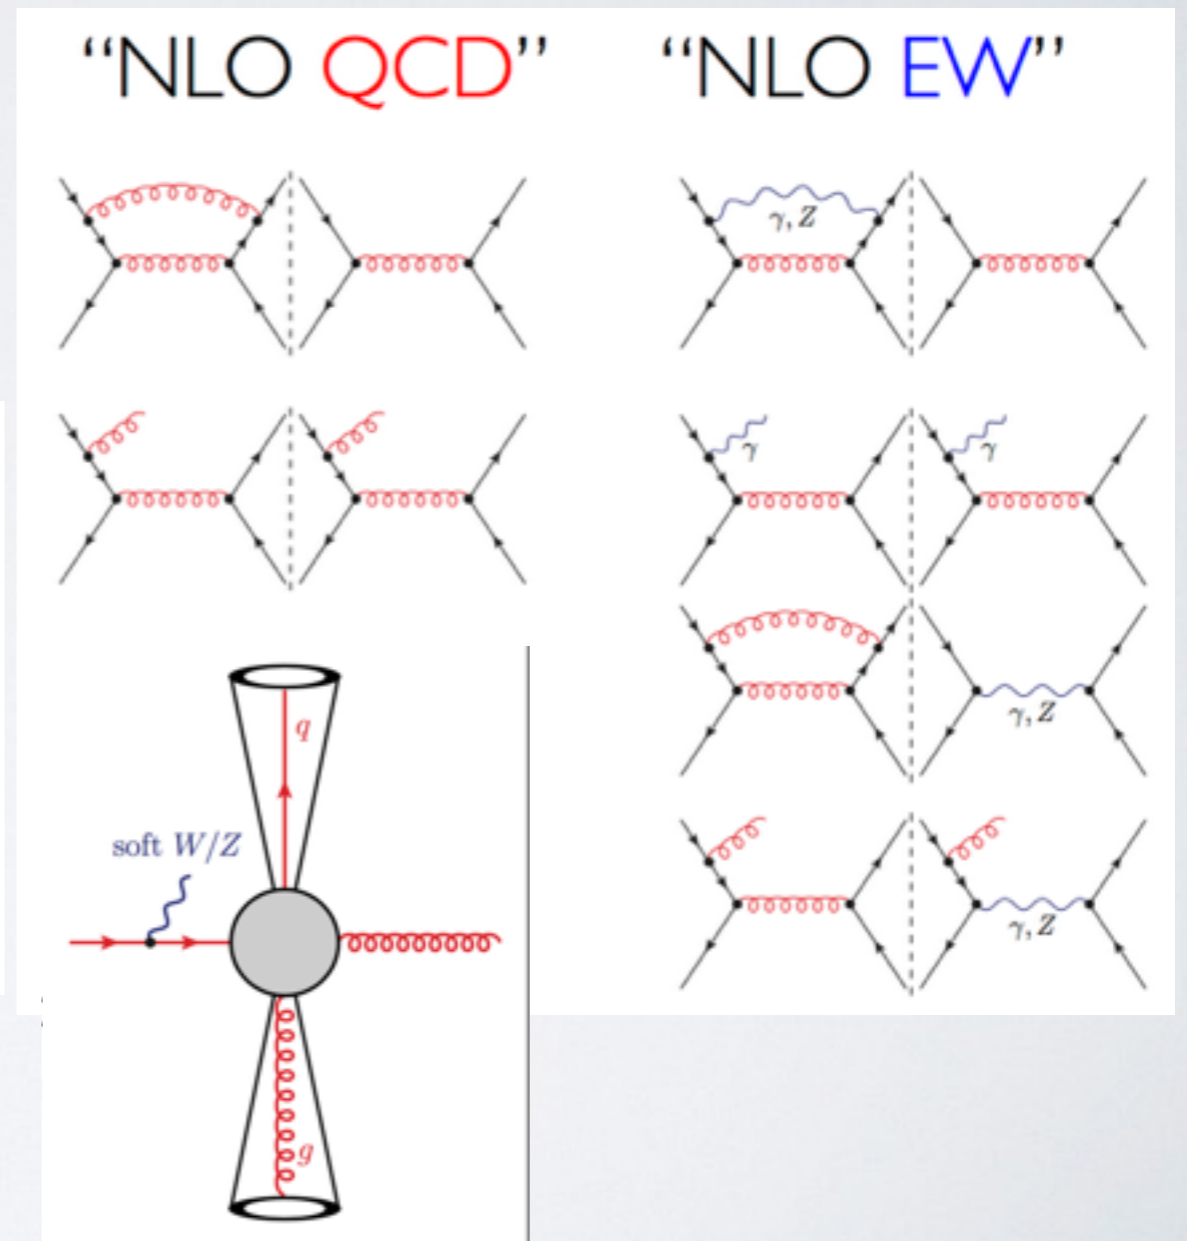 “NLO QCD”
“NLO EW”
γ, Z
γ
γ
γ, Z
q
soft W/Z
γ, Z
g